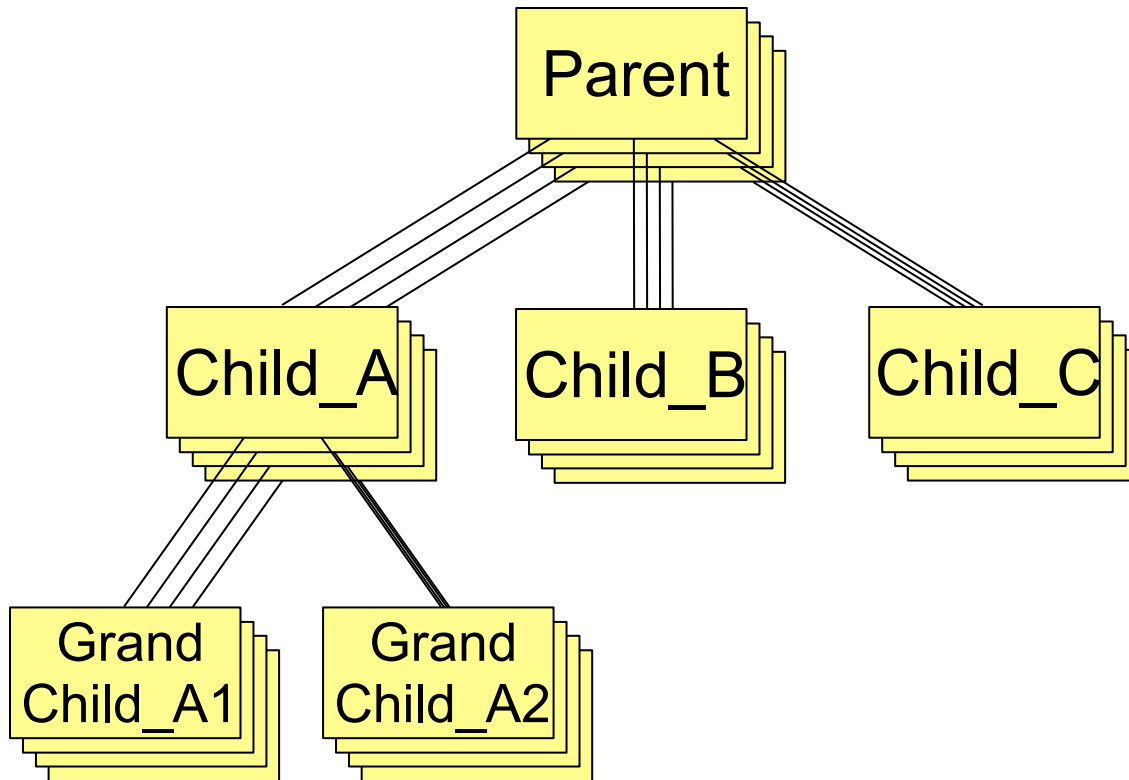 Parent
Child_A
Child_B
Child_C
Grand
Child_A1
Grand
Child_A2